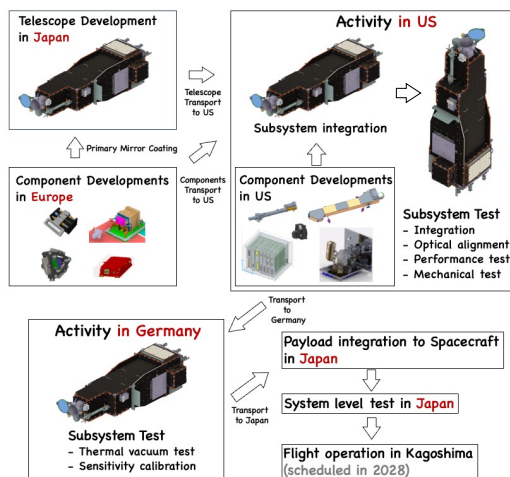 Telescope Development
in Japan
Telescope
Transport
to US
Activity in US
Subsystem integration
Primary Mirror Coating
Components
Transport
to US
Component Developments
in Europe
Component Developments
in US
Subsystem Test
- Integration
- Optical alignment
- Performance test
- Mechanical test
Transport
to
Germany
Activity in Germany
Subsystem Test
- Thermal vacuum test
- Sensitivity calibration
Transport
to Japan
Payload integration to Spacecraft
in Japan
System level test in Japan
Flight operation in Kagoshima
(scheduled in 2028)